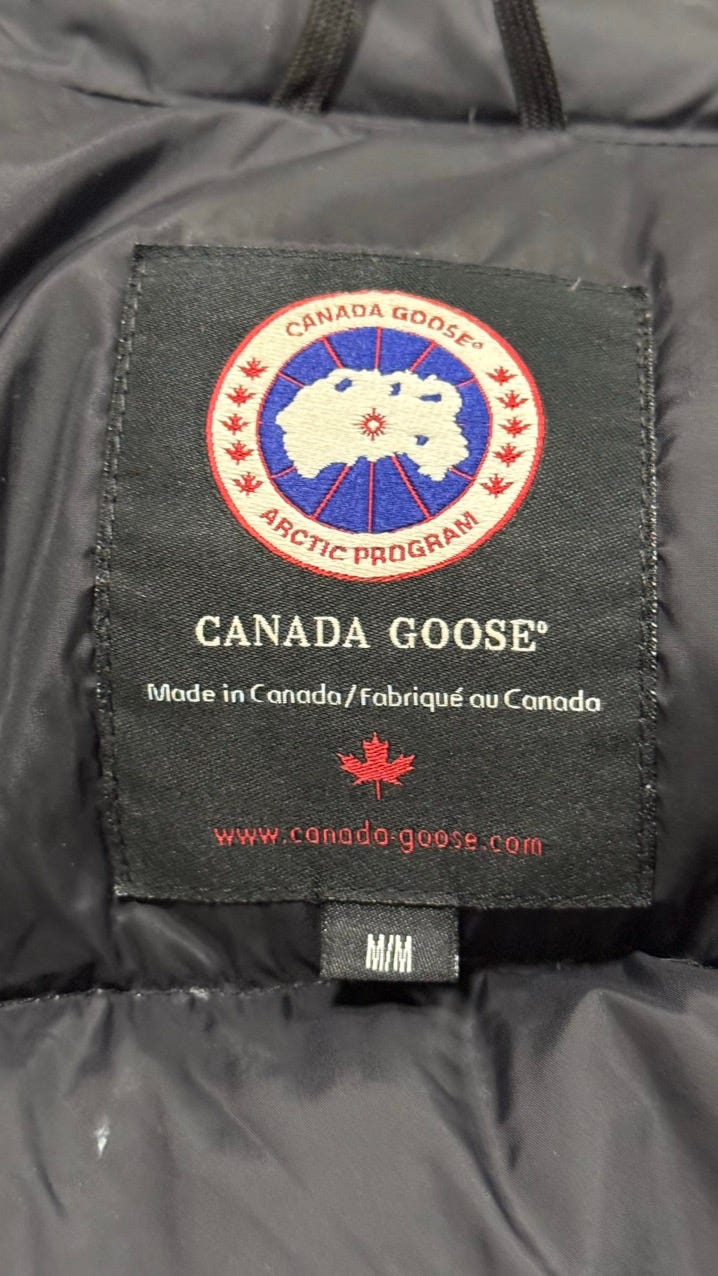 CANADA GOOSE®
ARCTIC PROGRAM
CANADA GOOSE®
Made in Canada/Fabriqué au Canada
www.canada-goose.com
M/M